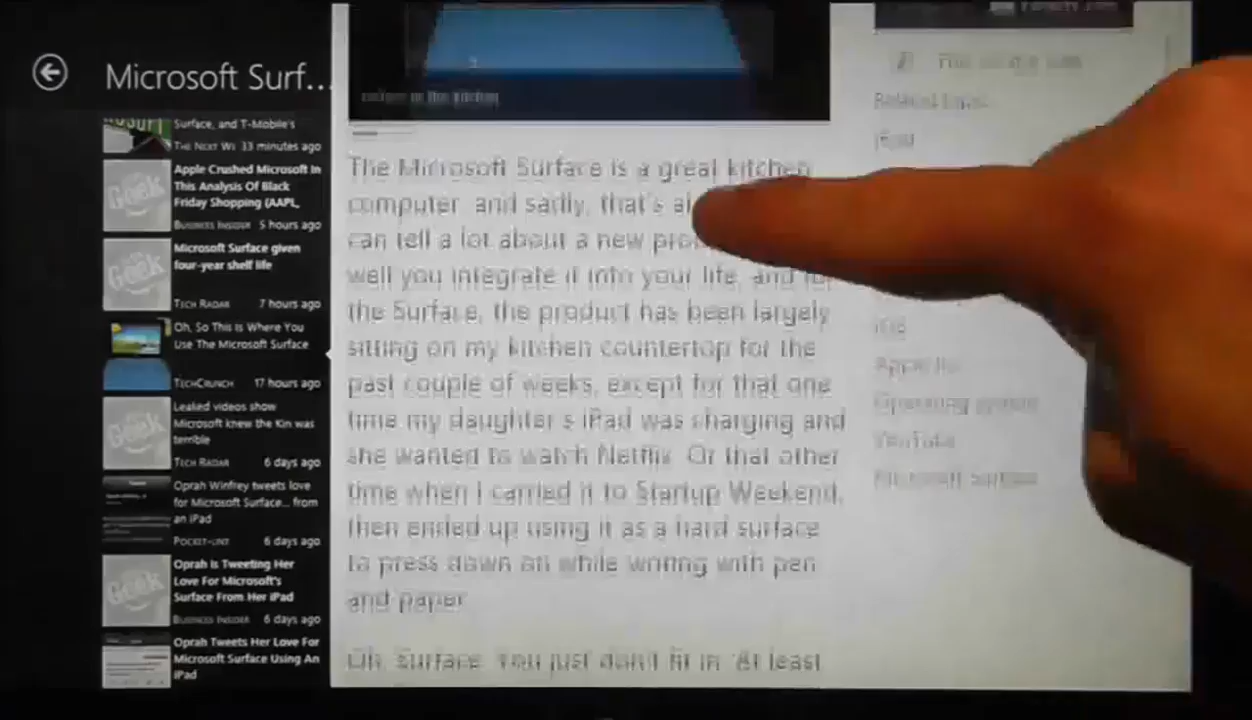 Microsoft Surf...
Surface, and T-Mobile's
THE NEXT WE 33 minutes ago
Apple Crushed Microsoft In
This Analysis Of Black
Friday Shopping (AAPL,
BUSINESS INSIDER 5 hours ago
Microsoft Surface given
four-year shelf life
TECH RADAR 7 hours ago
Oh, So This Is Where You
Use The Microsoft Surface
TECHCRUNCH 17 hours ago
Leaked videos show
Microsoft knew the Kin was
terrible
TECH RADAR 6 days ago
Oprah Winfrey tweets love
for Microsoft Surface... from
an iPad
POCKET-LINT 6 days ago
Oprah Is Tweeting Her
Love For Microsoft's
Surface From Her iPad
BUSINESS INSIDER 6 days ago
Oprah Tweets Her Love For
Microsoft Surface Using An
iPad
The Microsoft Surface is a great kitchen
computer, and sadly, that's
can tell a lot about a new
well you integrate it into your life, and for
the Surface, the product has been largely
sitting on my kitchen countertop for the
past couple of weeks, except for that one
time my daughter's iPad was charging and
she wanted to watch Netflix. Or that other
time when I carried it to Startup Weekend,
then ended up using it as a hard surface
to press down on while writing with pen
and paper.
Oh, Surface. You just don't fit in. At least
iPad
iOS
Operating system
YouTube
Microsoft Surface